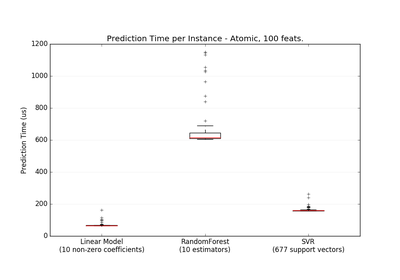 Prediction Time per Instance - Atomic, 100 feats.
1200
1000
800
600
400
200
0
Prediction Time (us)
Linear Model
(10 non-zero coefficients)
RandomForest
(10 estimators)
SVR
(677 support vectors)